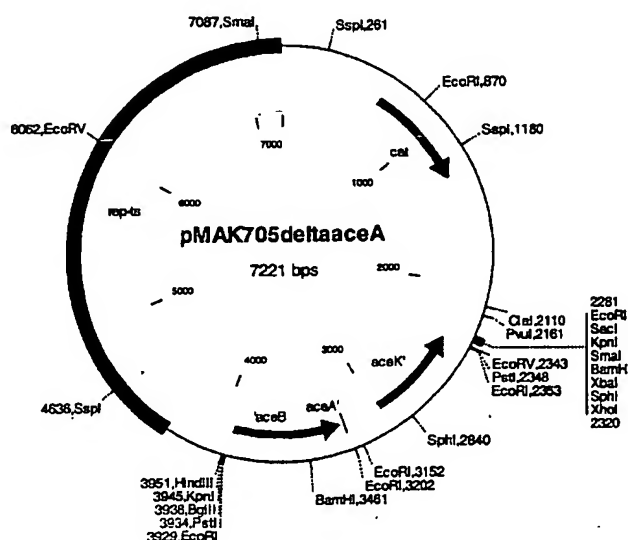 7087,SmaI
SspI,261
EcoRI,870
SspI,1180
6062,EcoRV
7000
cat
1000
6000
rep-ts
pMAK705deltaaceA
7221 bps
2000
5000
ClaI,2110
PvuI,2161
2281
EcoRI
SacI
KpnI
SmaI
BamHI
XbaI
SphI
XhoI
2320
EcoRV,2343
PstI,2348
EcoRI,2353
3000
aceK'
4000
aceA'
'aceB
4636,SspI
SphI,2840
EcoRI,3152
EcoRI,3202
BamHI,3461
3951,HindIII
3945,KpnI
3938,BglII
3934,PstI
3929,EcoRI